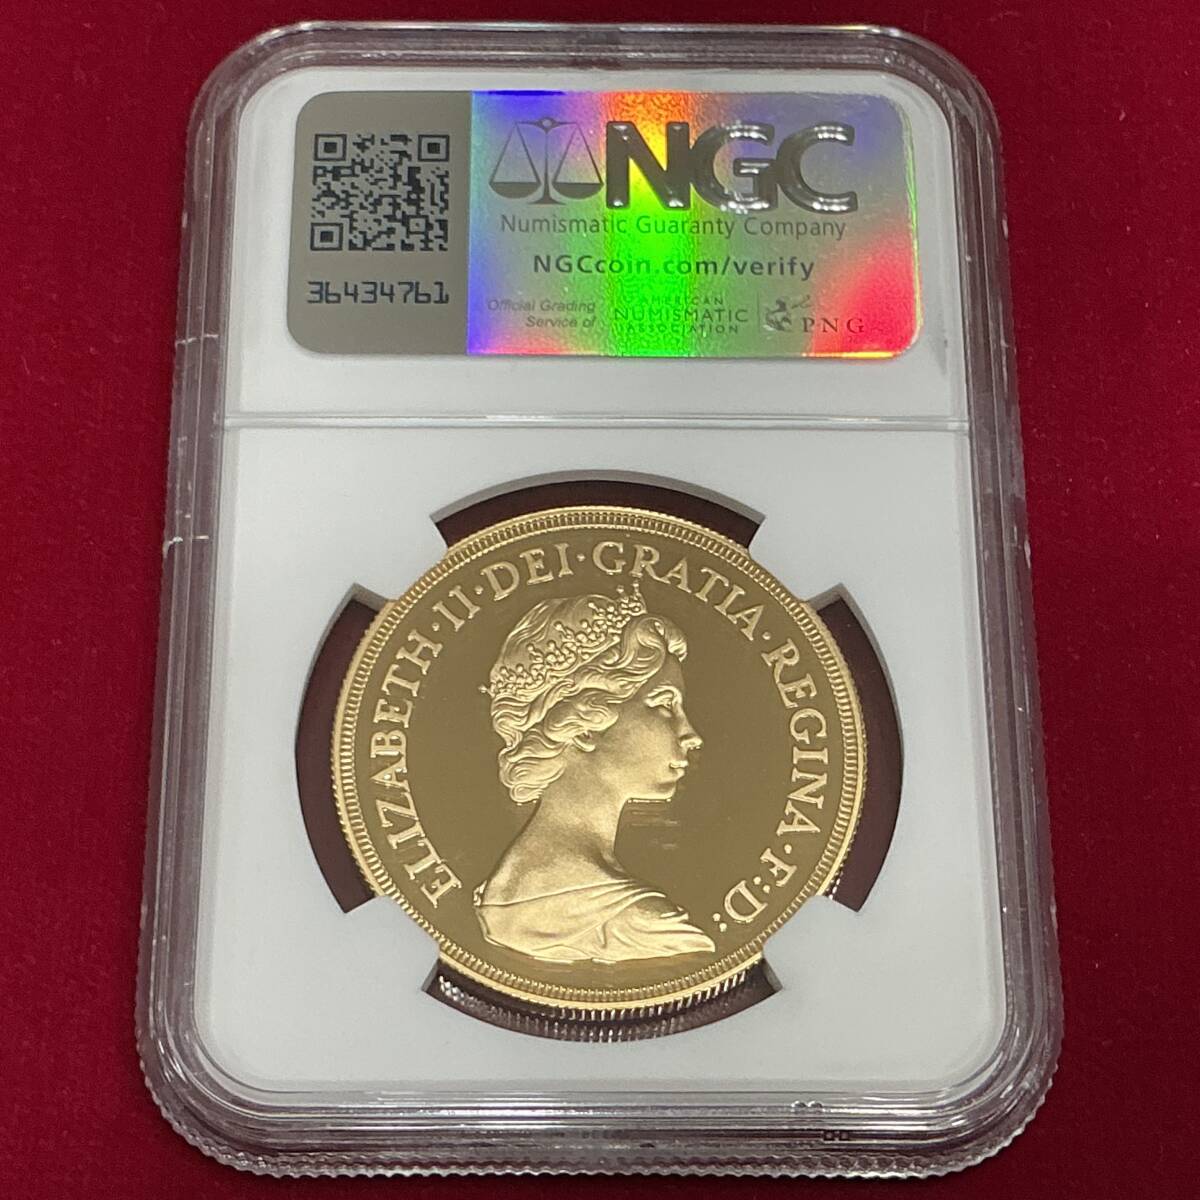 NGC
Numismatic Guaranty Company
NGCcoin.com/verify
36434761
Official Grading Service of
AMERICAN NUMISMATIC ASSOCIATION
PNG
ELIZABETH·II·DEI·GRATIA·REGINA·F:D: